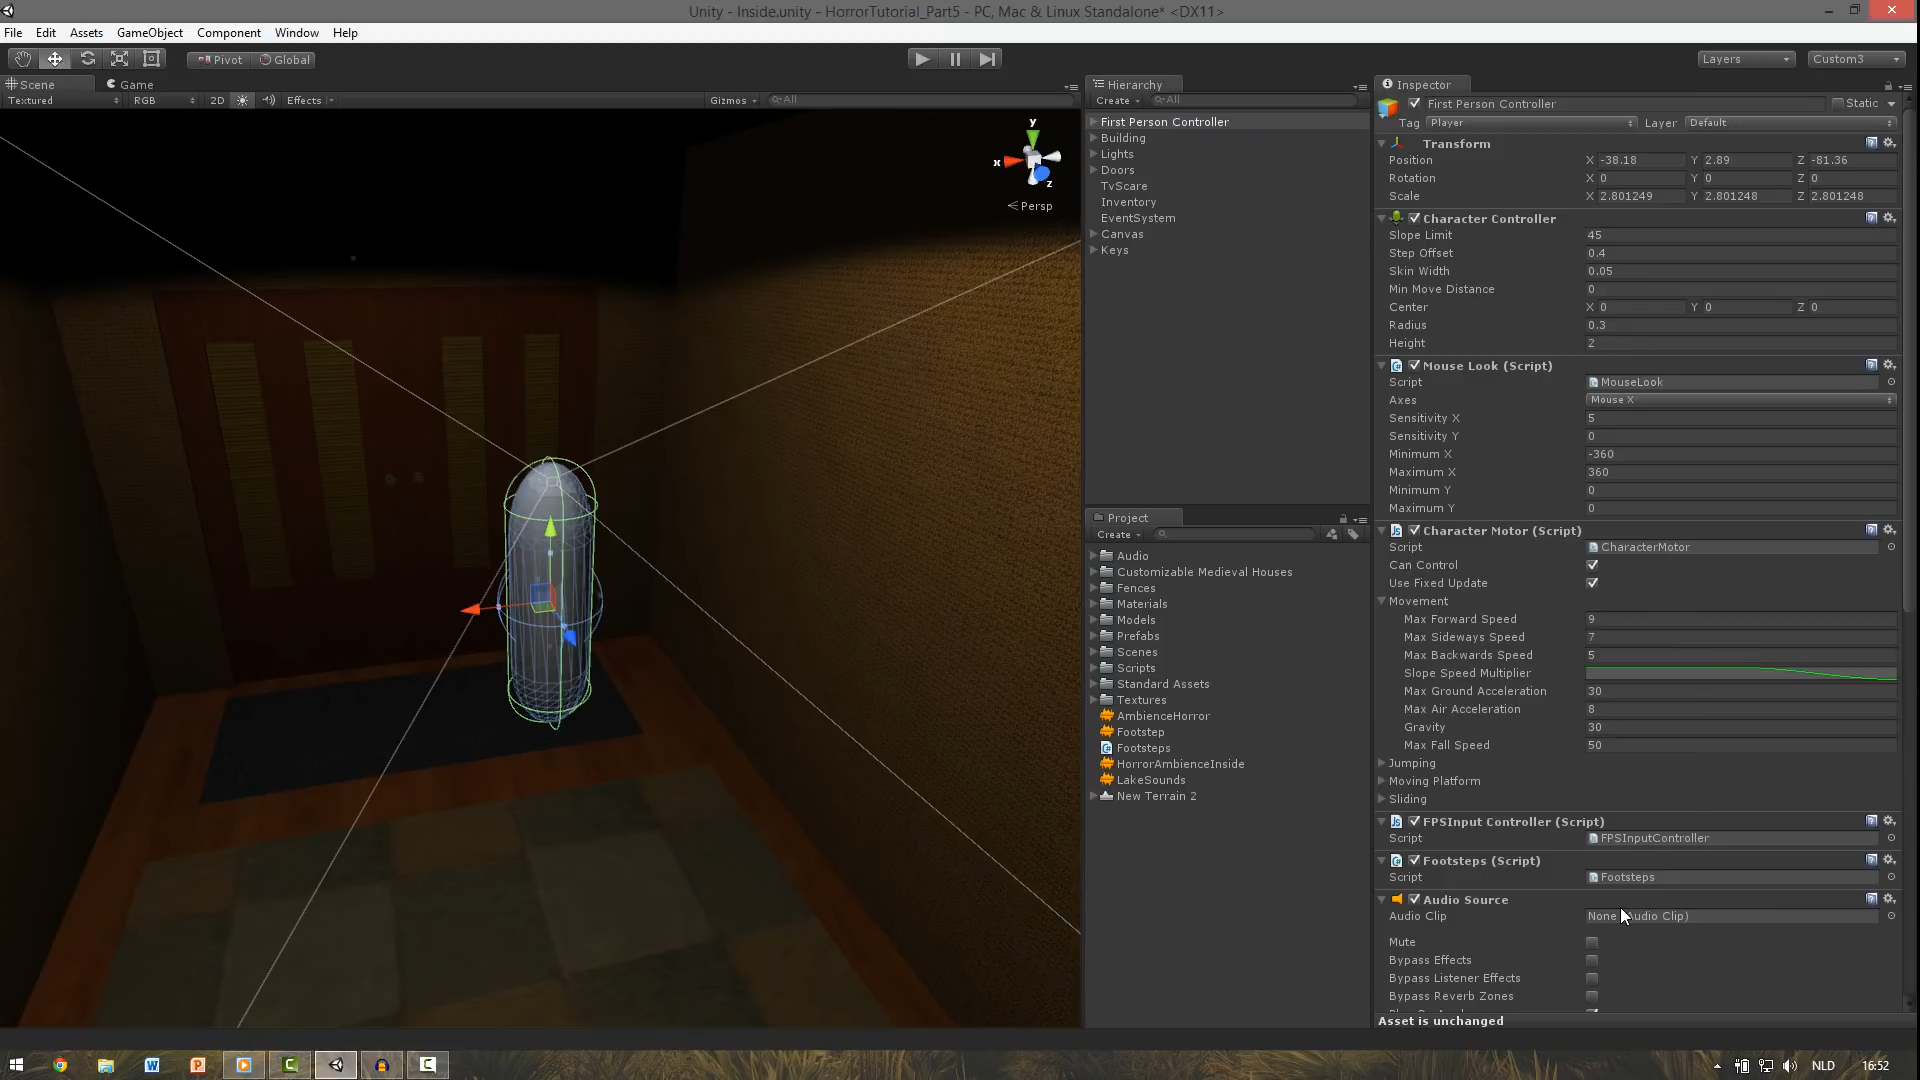 Unity - Inside.unity - HorrorTutorial_Part5 - PC, Mac & Linux Standalone* <DX11>
File Edit Assets GameObject Component Window Help
Pivot Global Layers Custom3
Scene Game
Textured RGB 2D Effects Gizmos All
y
x
z
Persp
Hierarchy
Create All
First Person Controller
Building
Lights
Doors
TvScare
Inventory
EventSystem
Canvas
Keys
Project
Create
Audio
Customizable Medieval Houses
Fences
Materials
Models
Prefabs
Scenes
Scripts
Standard Assets
Textures
AmbienceHorror
Footstep
Footsteps
HorrorAmbienceInside
LakeSounds
New Terrain 2
Inspector
First Person Controller Static
Tag Player Layer Default
Transform
Position X -38.18 Y 2.89 Z -81.36
Rotation X 0 Y 0 Z 0
Scale X 2.801249 Y 2.801248 Z 2.801248
Character Controller
Slope Limit 45
Step Offset 0.4
Skin Width 0.05
Min Move Distance 0
Center X 0 Y 0 Z 0
Radius 0.3
Height 2
Mouse Look (Script)
Script MouseLook
Axes Mouse X
Sensitivity X 5
Sensitivity Y 0
Minimum X -360
Maximum X 360
Minimum Y 0
Maximum Y 0
Character Motor (Script)
Script CharacterMotor
Can Control
Use Fixed Update
Movement
Max Forward Speed 9
Max Sideways Speed 7
Max Backwards Speed 5
Slope Speed Multiplier
Max Ground Acceleration 30
Max Air Acceleration 8
Gravity 30
Max Fall Speed 50
Jumping
Moving Platform
Sliding
FPSInput Controller (Script)
Script FPSInputController
Footsteps (Script)
Script Footsteps
Audio Source
Audio Clip None udio Clip)
Mute
Bypass Effects
Bypass Listener Effects
Bypass Reverb Zones
Asset is unchanged
NLD 16:52